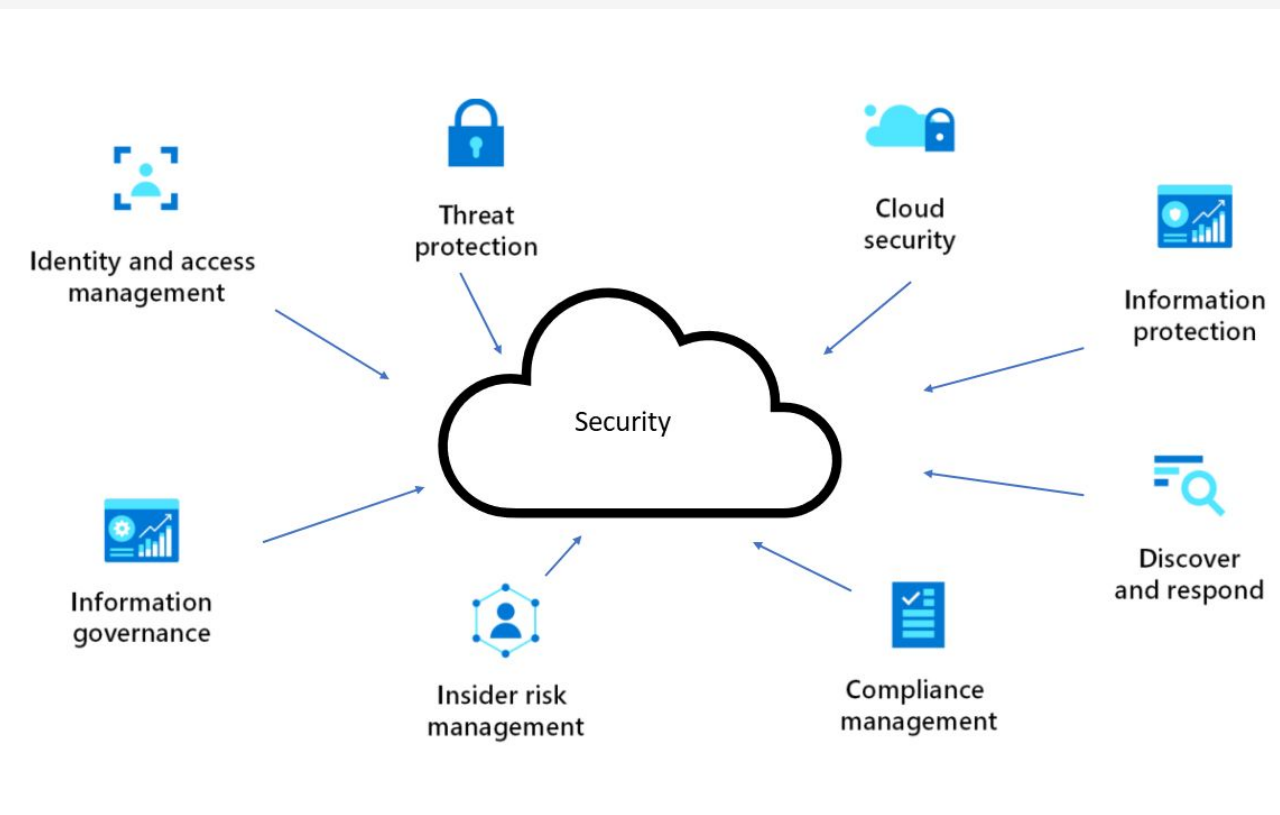 Threat
protection
Cloud
security
Identity and access
management
Information
protection
Security
Discover
and respond
Information
governance
Insider risk
management
Compliance
management